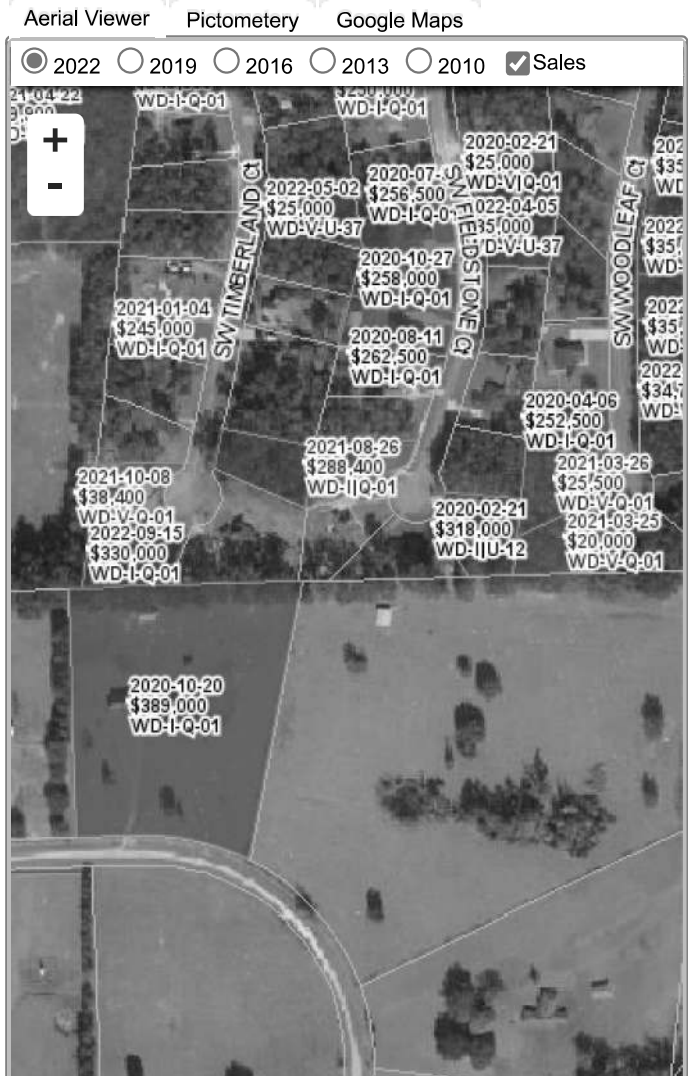 Aerial Viewer
Pictometery
Google Maps
2022
2019
2016
2013
2010
Sales
WD-I-Q-01
WD-I-Q-01
+
-
2020-02-21
$25,000
WD-V|Q-01
2022-04-05
WD-V-U-37
2020-07-
$256,500
WD-I-Q-01
2022-05-02
$25,000
WD-V-U-37
SW TIMBERLAND Ct
SW FIELDSTONE Ct
SW WOODLEAF Ct
2020-10-27
$258,000
WD-I-Q-01
2021-01-04
$245,000
WD-I-Q-01
2020-08-11
$262,500
WD-I-Q-01
2020-04-06
$252,500
WD-I-Q-01
2021-08-26
$288,400
WD-I|Q-01
2021-03-26
$25,500
WD-V-Q-01
2021-03-25
$20,000
WD-V-Q-01
2021-10-08
$38,400
WD-V-Q-01
2022-09-15
$330,000
WD-I-Q-01
2020-02-21
$318,000
WD-I|U-12
2020-10-20
$389,000
WD-I-Q-01